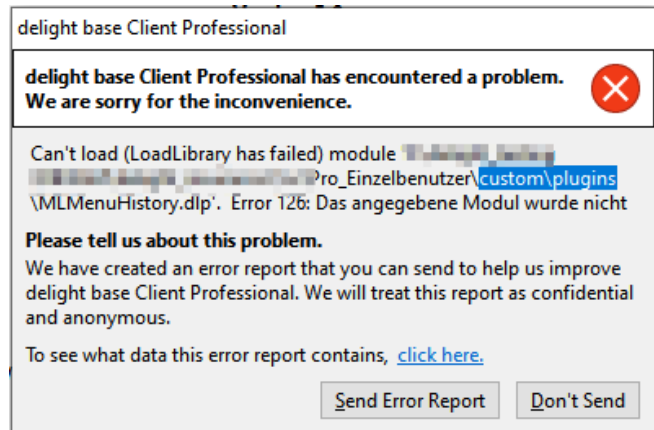 delight base Client Professional
delight base Client Professional has encountered a problem.
We are sorry for the inconvenience.
Can't load (LoadLibrary has failed) module
Pro_Einzelbenutzer\custom\plugins
\MLMenuHistory.dlp'. Error 126: Das angegebene Modul wurde nicht
Please tell us about this problem.
We have created an error report that you can send to help us improve
delight base Client Professional. We will treat this report as confidential
and anonymous.
To see what data this error report contains, click here.
Send Error Report
Don't Send